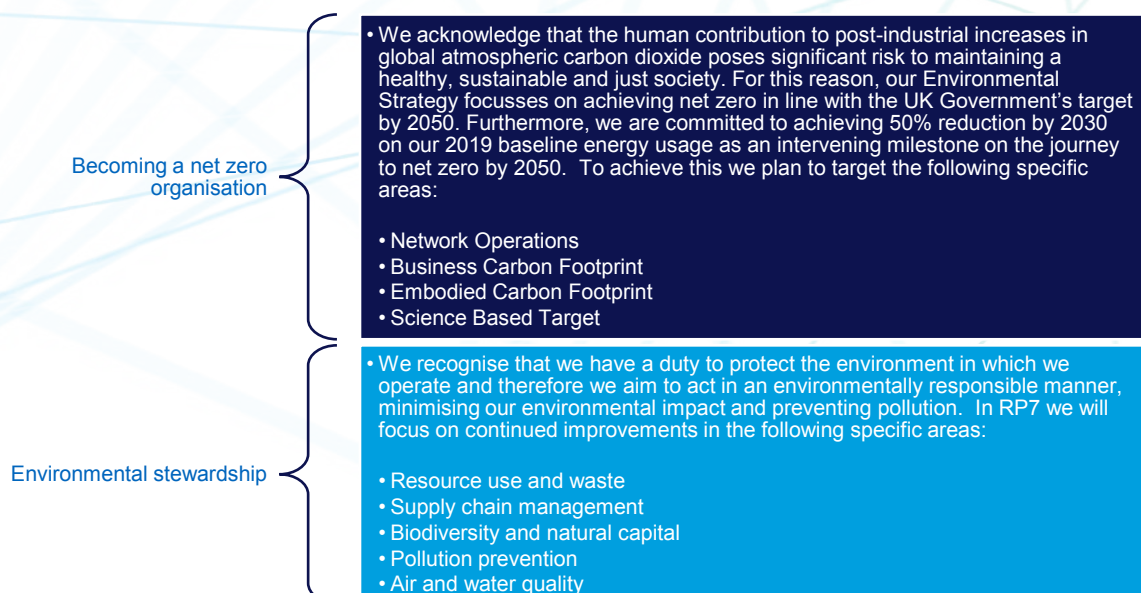 Becoming a net zero
organisation
• We acknowledge that the human contribution to post-industrial increases in
global atmospheric carbon dioxide poses significant risk to maintaining a
healthy, sustainable and just society. For this reason, our Environmental
Strategy focusses on achieving net zero in line with the UK Government's target
by 2050. Furthermore, we are committed to achieving 50% reduction by 2030
on our 2019 baseline energy usage as an intervening milestone on the journey
to net zero by 2050.  To achieve this we plan to target the following specific
areas:
• Network Operations
• Business Carbon Footprint
• Embodied Carbon Footprint
• Science Based Target
Environmental stewardship
• We recognise that we have a duty to protect the environment in which we
operate and therefore we aim to act in an environmentally responsible manner,
minimising our environmental impact and preventing pollution.  In RP7 we will
focus on continued improvements in the following specific areas:
• Resource use and waste
• Supply chain management
• Biodiversity and natural capital
• Pollution prevention
• Air and water quality